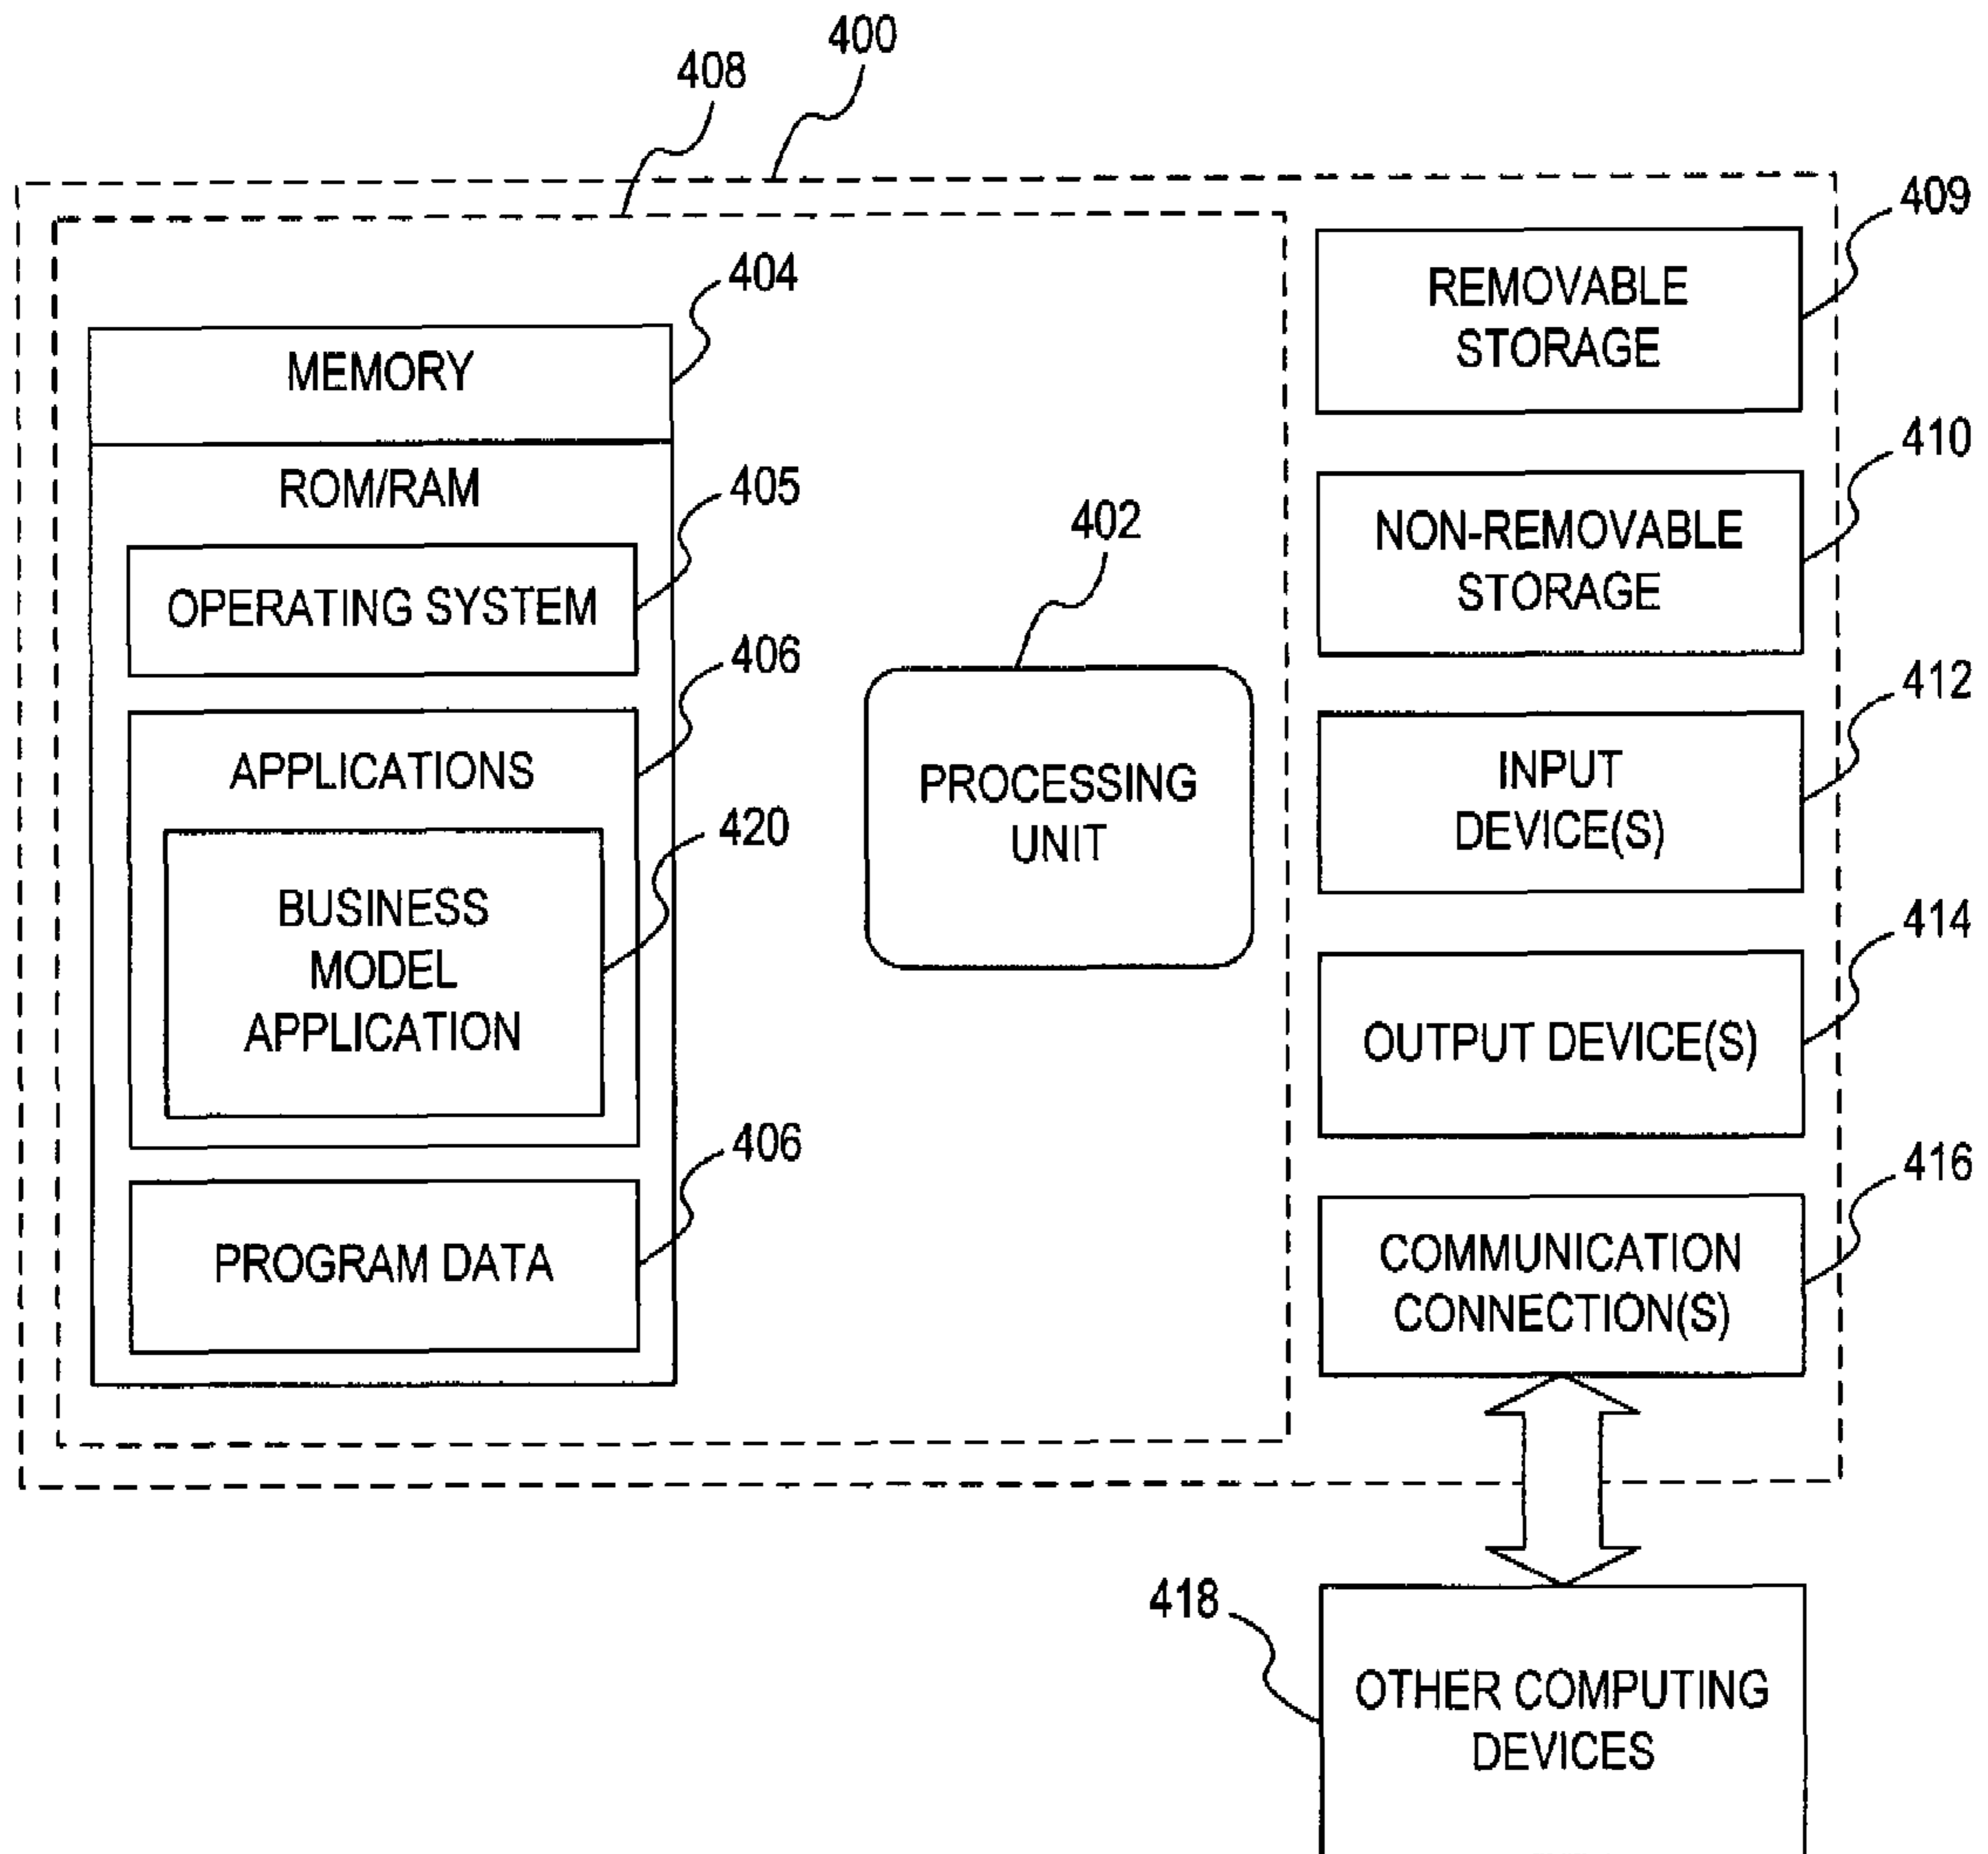 400
408
409
REMOVABLE
STORAGE
404
MEMORY
ROM/RAM
410
NON-REMOVABLE
STORAGE
405
OPERATING SYSTEM
402
PROCESSING
UNIT
406
APPLICATIONS
412
INPUT
DEVICE(S)
420
BUSINESS
MODEL
APPLICATION
414
OUTPUT DEVICE(S)
406
PROGRAM DATA
416
COMMUNICATION
CONNECTION(S)
418
OTHER COMPUTING
DEVICES